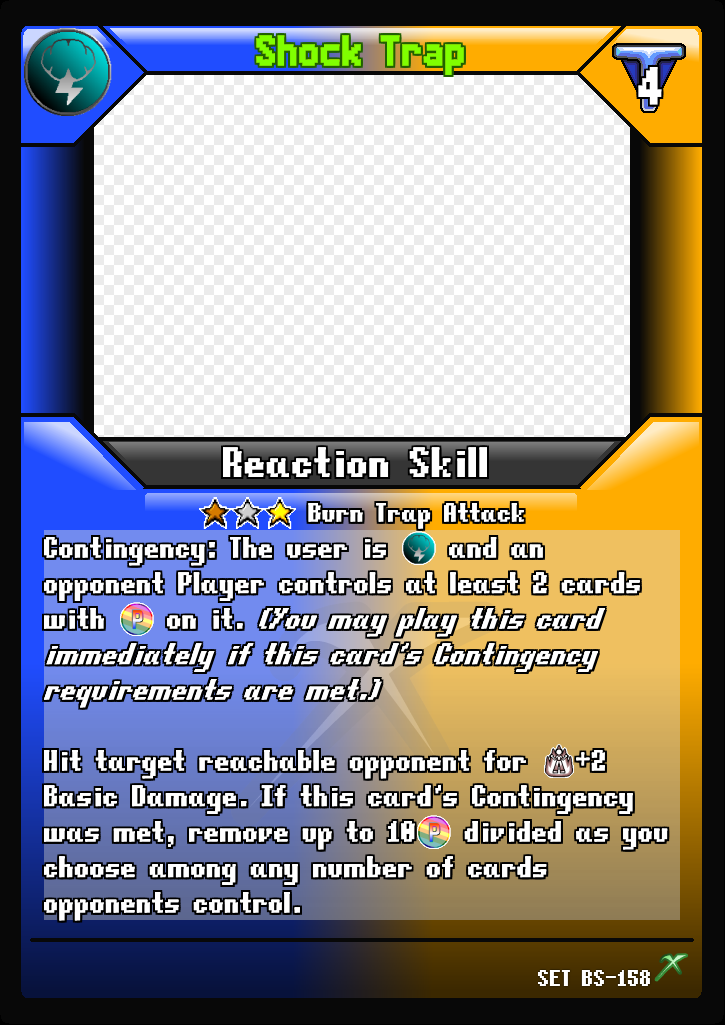 Shock Trap
4
Reaction Skill
Burn Trap Attack
Contingency: The user is and an
opponent Player controls at least 2 cards
with P on it. (You may play this card
immediately if this card's Contingency
requirements are met.)
Hit target reachable opponent for A+2
Basic Damage. If this card's Contingency
was met, remove up to 10 P divided as you
choose among any number of cards
opponents control.
SET BS-158